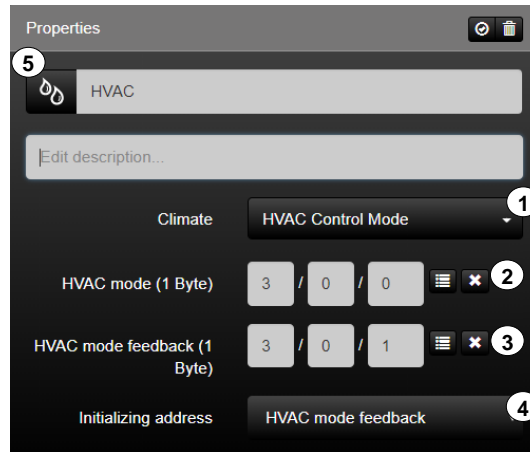 Properties
5
HVAC
Edit description...
1
Climate HVAC Control Mode
HVAC mode (1 Byte) 3 / 0 / 0 2
HVAC mode feedback (1
Byte) 3 / 0 / 1 3
Initializing address HVAC mode feedback 4